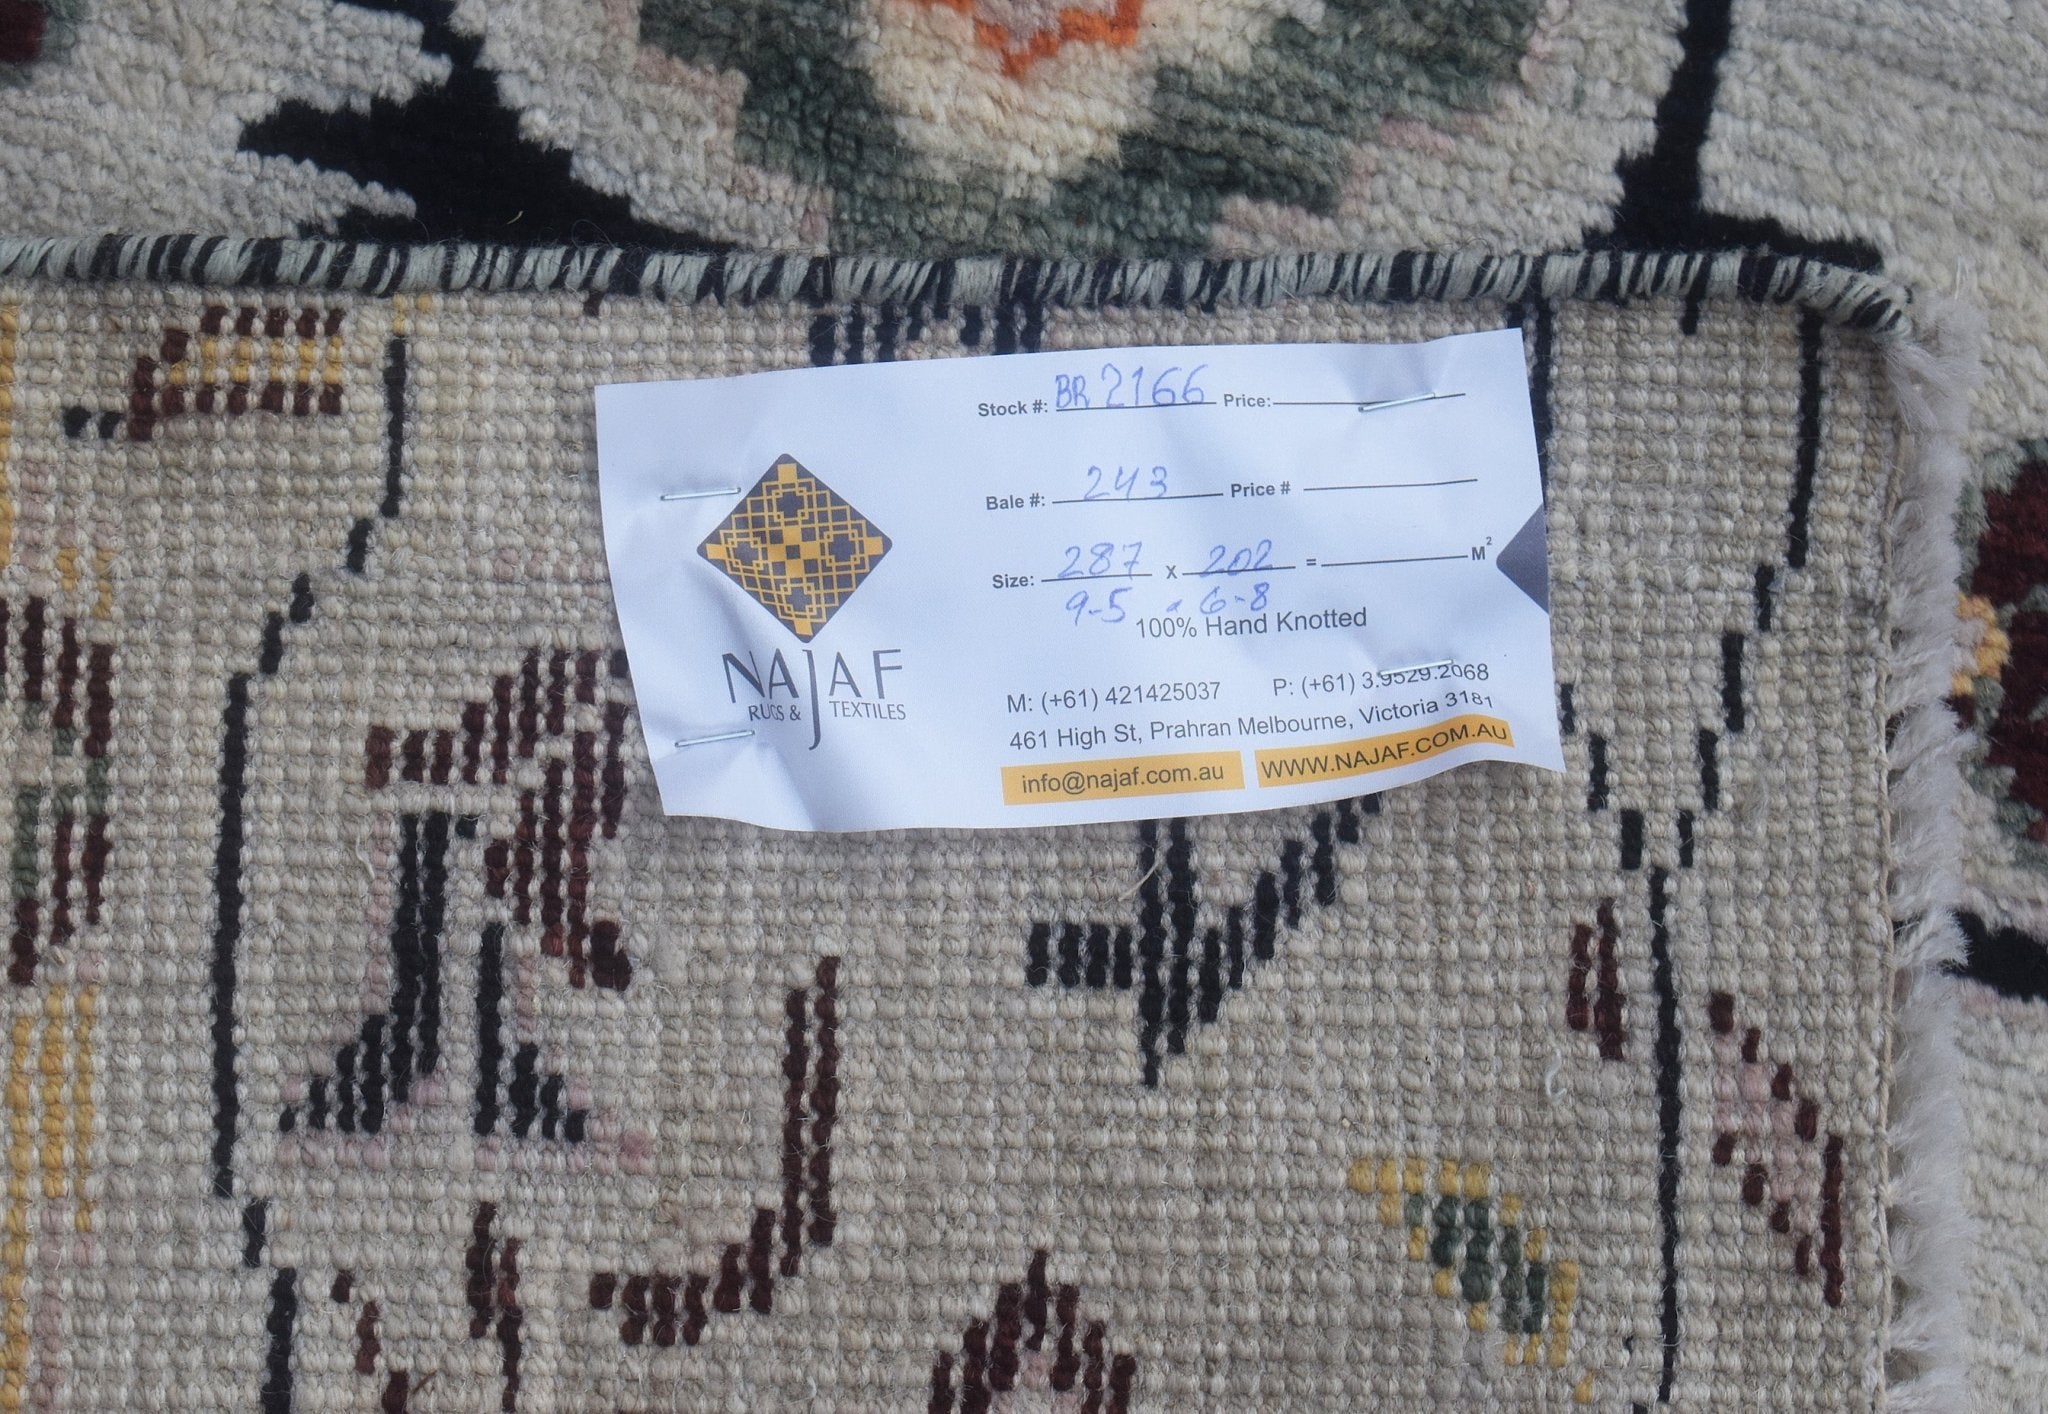 Stock #: BR 2166 Price:
Bale #: 243 Price #
Size: 287 x 202 = M²
9-5 x 6-8
100% Hand Knotted
NAJAF
RUGS & TEXTILES
M: (+61) 421425037 P: (+61) 3.9529.2068
461 High St, Prahran Melbourne, Victoria 3181
info@najaf.com.au WWW.NAJAF.COM.AU